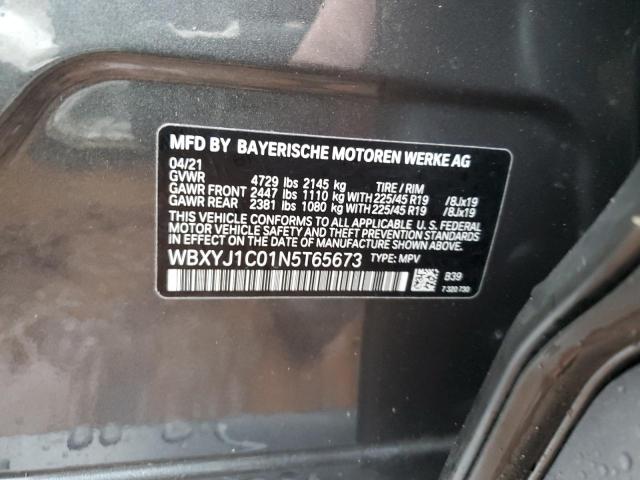 MFD BY BAYERISCHE MOTOREN WERKE AG
04/21
GVWR 4729 lbs 2145 kg TIRE / RIM
GAWR FRONT 2447 lbs 1110 kg WITH 225/45 R19 /8Jx19
GAWR REAR 2381 lbs 1080 kg WITH 225/45 R19 /8Jx19
THIS VEHICLE CONFORMS TO ALL APPLICABLE U. S. FEDERAL
MOTOR VEHICLE SAFETY STANDARDS IN EFFECT ON THE
DATE OF MANUFACTURE SHOWN ABOVE.
WBXYJ1C01N5T65673 TYPE: MPV
B39
7 320 730